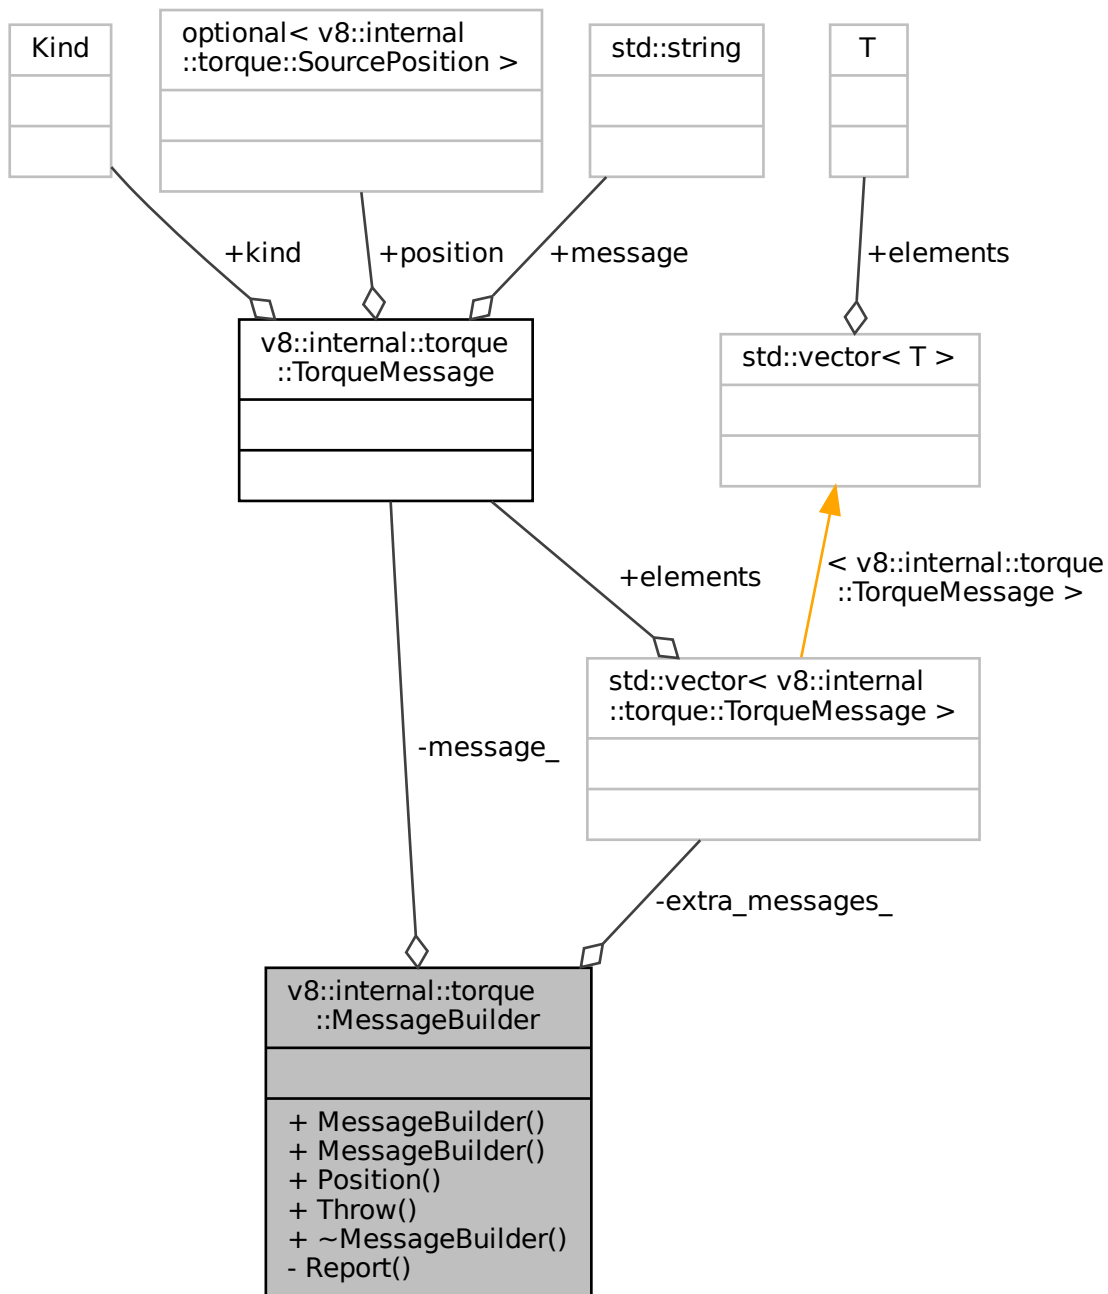 Kind
optional< v8::internal
::torque::SourcePosition >
std::string
T
+kind
+position
+message
+elements
v8::internal::torque
::TorqueMessage
std::vector< T >
+elements
< v8::internal::torque
::TorqueMessage >
std::vector< v8::internal
::torque::TorqueMessage >
-message_
-extra_messages_
v8::internal::torque
::MessageBuilder
+ MessageBuilder()
+ MessageBuilder()
+ Position()
+ Throw()
+ ~MessageBuilder()
- Report()